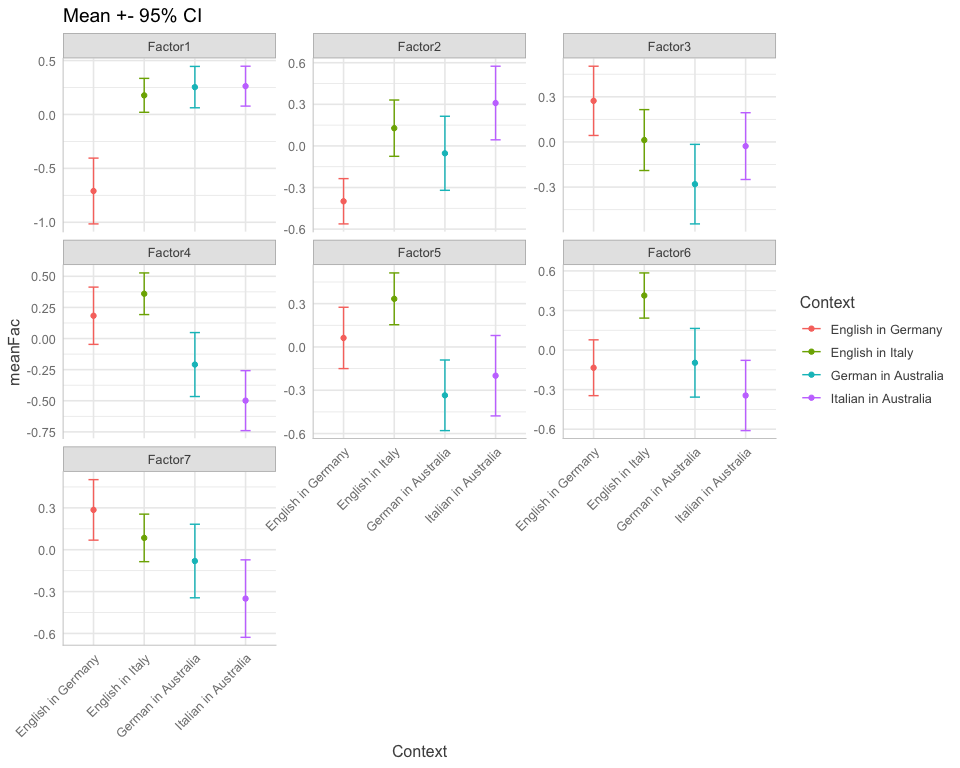 Mean +- 95% CI
Factor1
Factor2
Factor3
0.5
0.0
-0.5
-1.0
0.6
0.3
0.0
-0.3
-0.6
0.3
0.0
-0.3
Factor4
Factor5
Factor6
0.50
0.25
0.00
-0.25
-0.50
-0.75
0.3
0.0
-0.3
-0.6
0.6
0.3
0.0
-0.3
-0.6
English in Germany
English in Italy
German in Australia
Italian in Australia
English in Germany
English in Italy
German in Australia
Italian in Australia
Factor7
0.3
0.0
-0.3
-0.6
English in Germany
English in Italy
German in Australia
Italian in Australia
meanFac
Context
Context
English in Germany
English in Italy
German in Australia
Italian in Australia